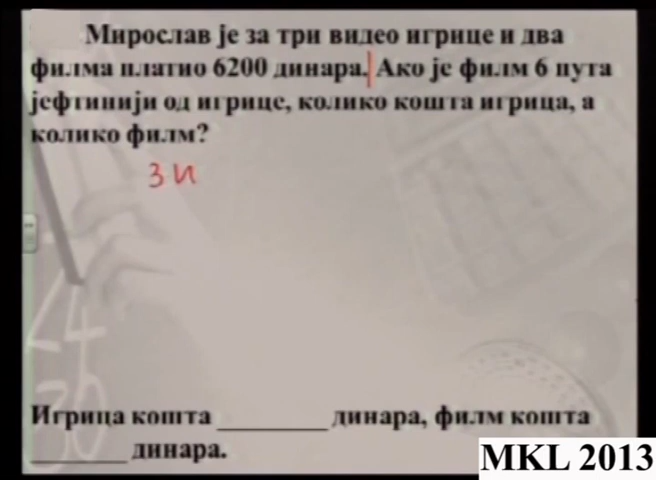 Мирослав је за три видео игрице и два
филма платио 6200 динара. Ако је филм 6 пута
јефтинији од игрице, колико кошта игрица, а
колико филм?
3 и
Игрица кошта ________ динара, филм кошта
_______ динара.
MKL 2013